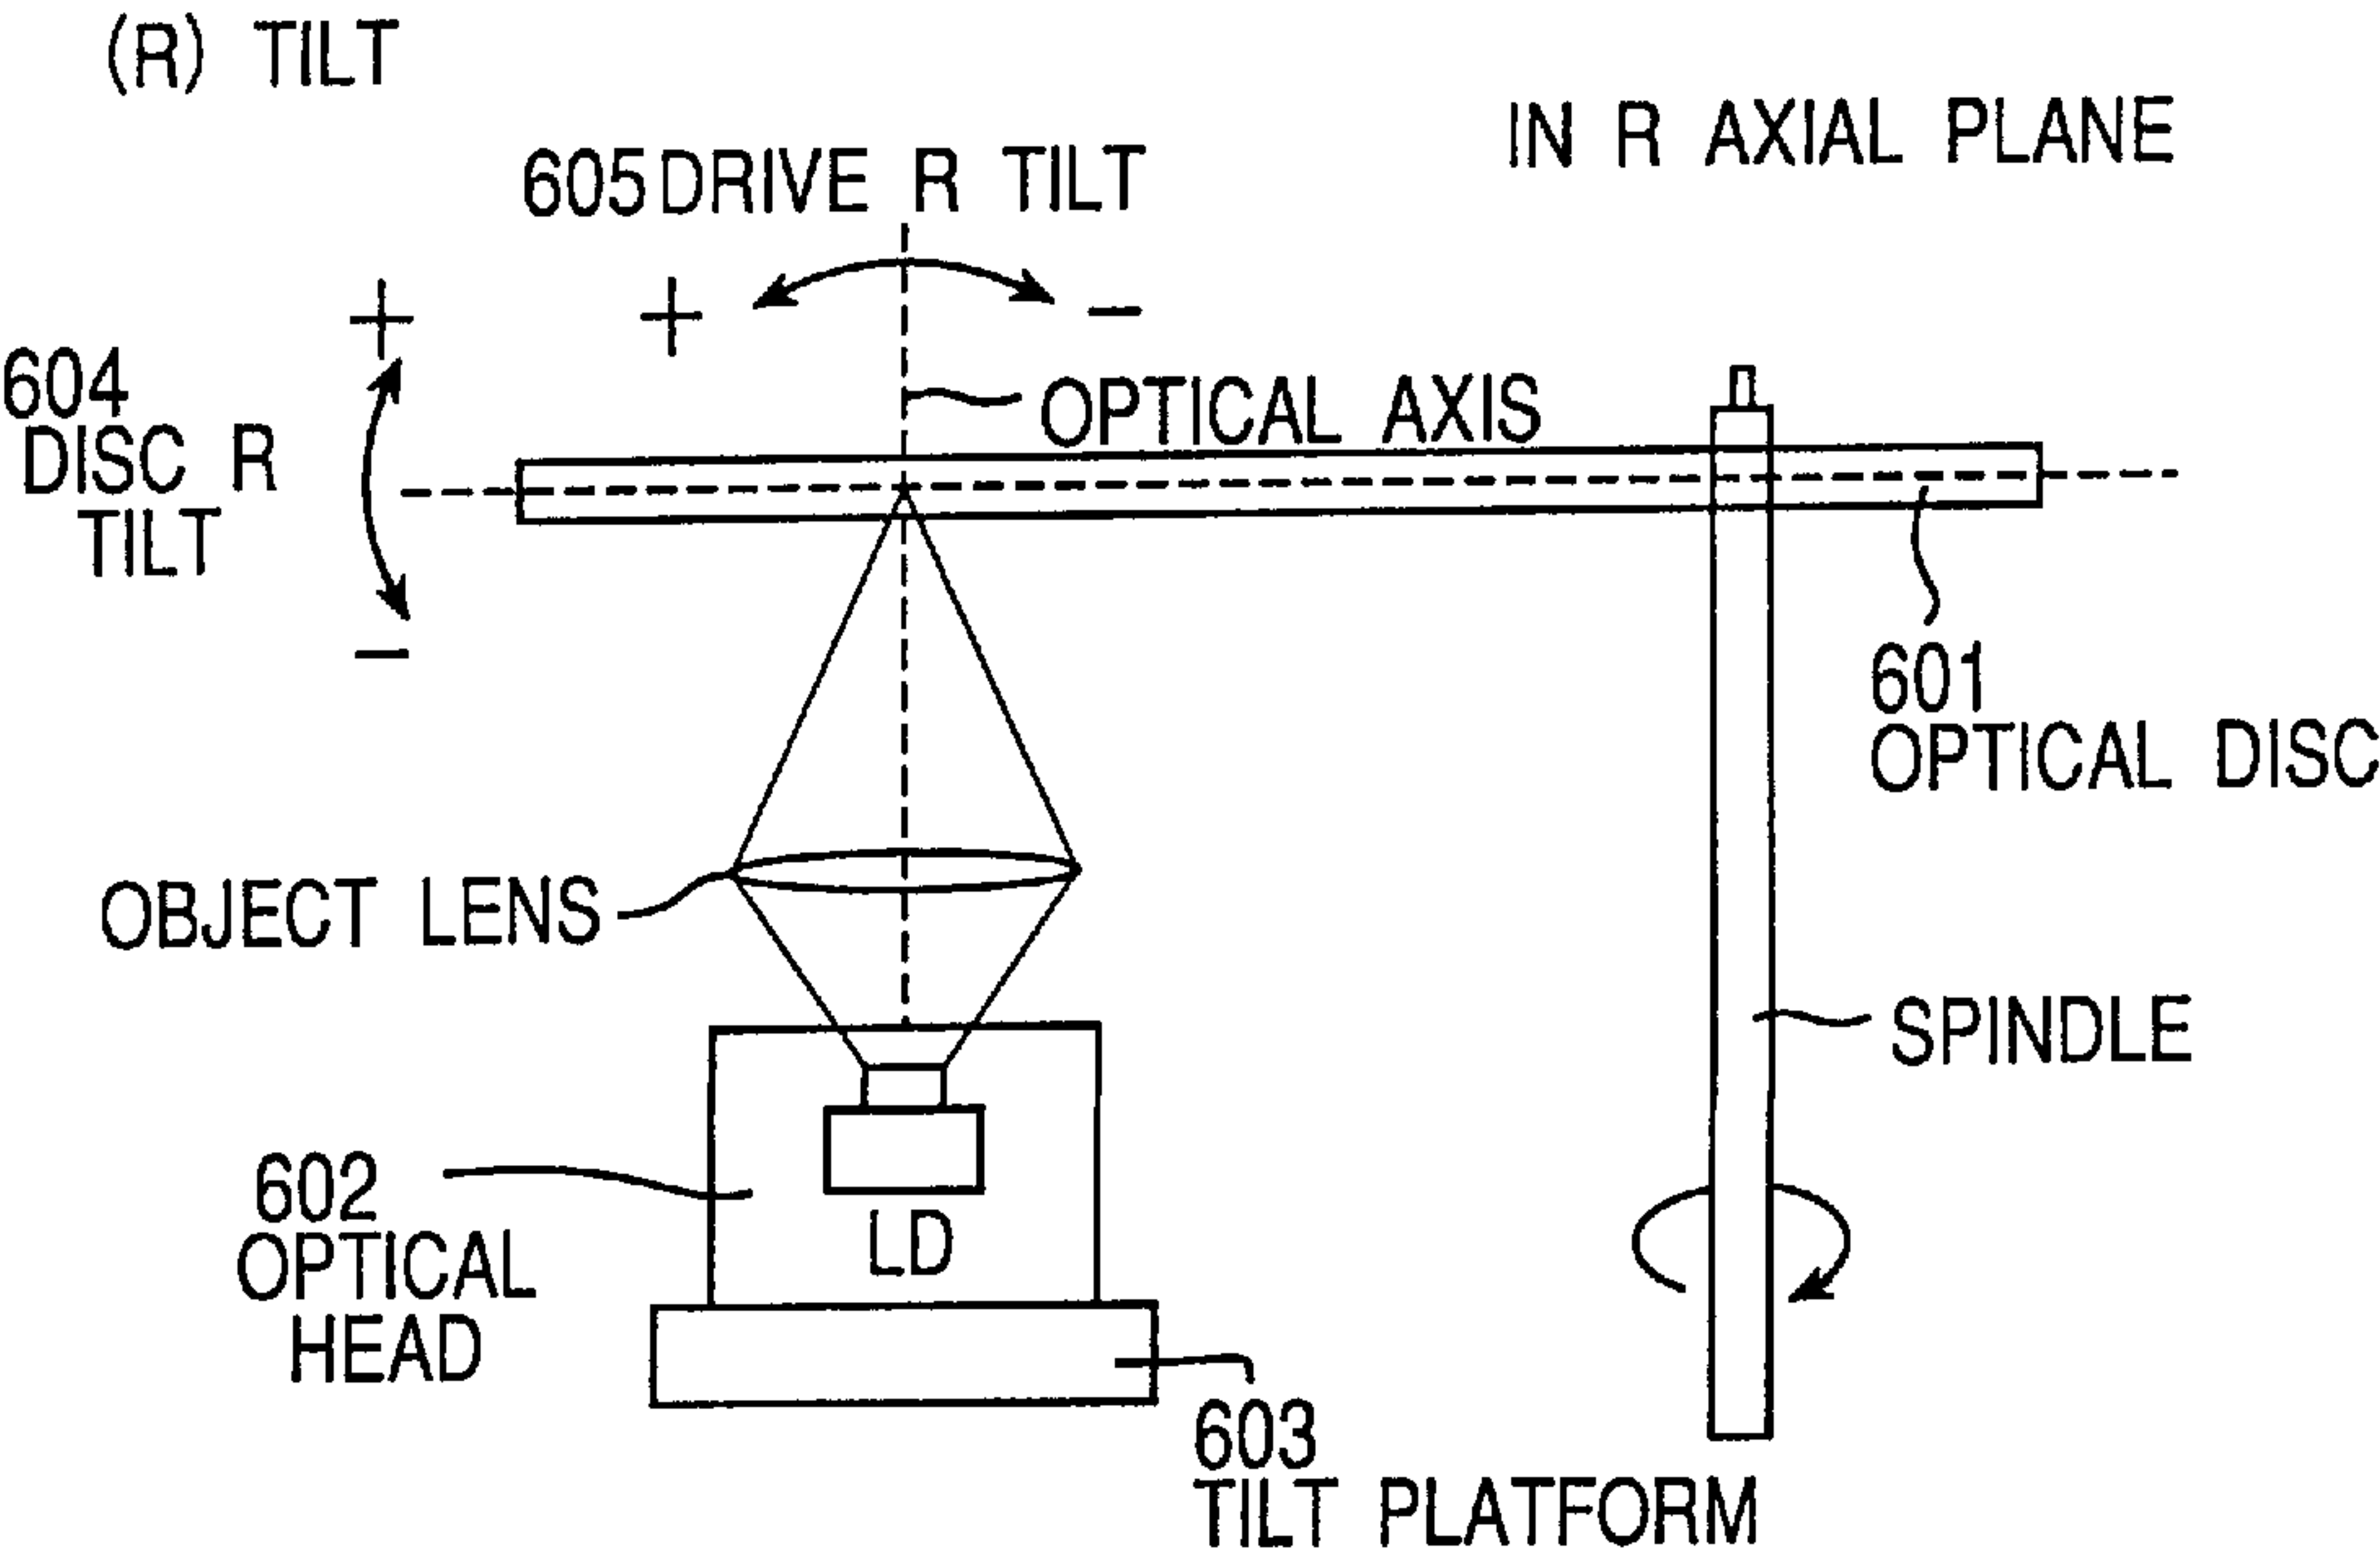 (R) TILT
IN R AXIAL PLANE
605 DRIVE R TILT
+
+
-
604
DISC R
TILT
OPTICAL AXIS
-
601
OPTICAL DISC
OBJECT LENS
SPINDLE
602
OPTICAL
HEAD
LD
603
TILT PLATFORM